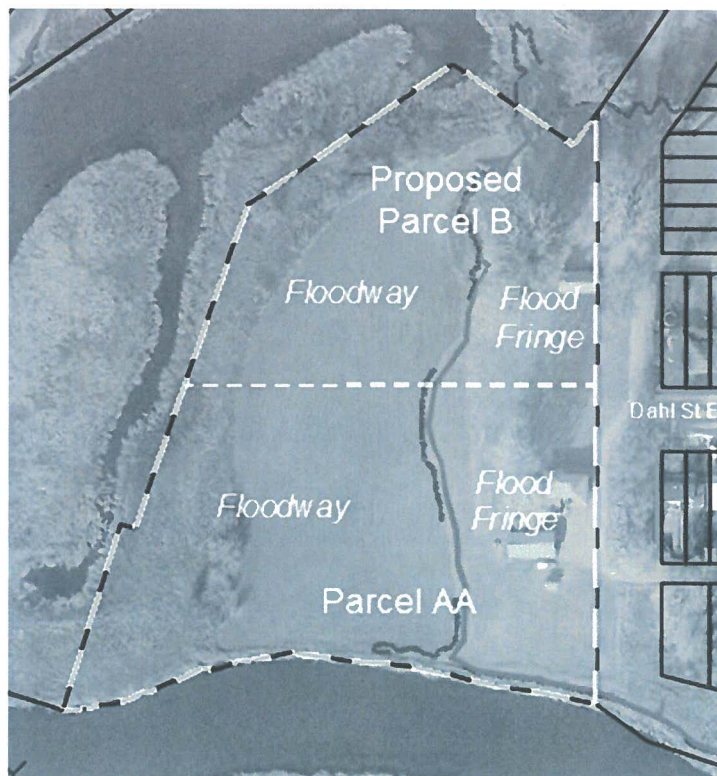 Proposed
Parcel B
Floodway
Flood
Fringe
Dahl St E
Floodway
Flood
Fringe
Parcel AA